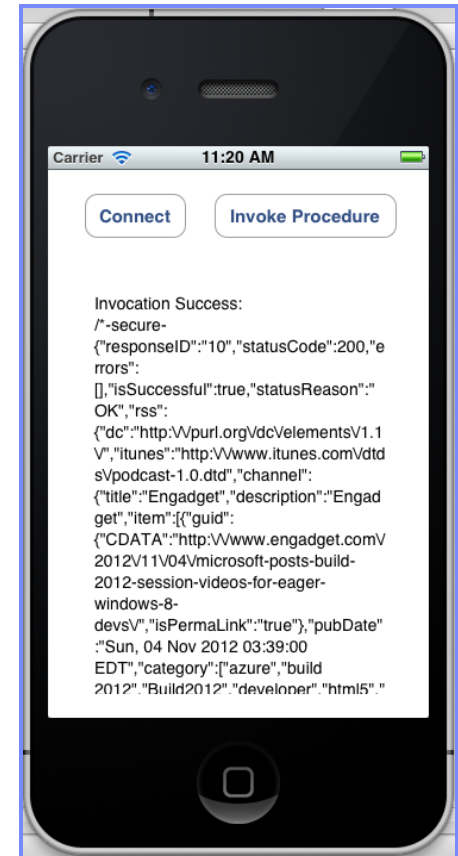 Carrier 11:20 AM
Connect Invoke Procedure
Invocation Success:
/*-secure-
{"responseID":"10","statusCode":200,"e
rrors":
[],"isSuccessful":true,"statusReason":"
OK","rss":
{"dc":"http:\/\/purl.org\/dc\/elements\/1.1
\/","itunes":"http:\/\/www.itunes.com\/dtd
s\/podcast-1.0.dtd","channel":
{"title":"Engadget","description":"Engad
get","item":[{"guid":
{"CDATA":"http:\/\/www.engadget.com\/
2012\/11\/04\/microsoft-posts-build-
2012-session-videos-for-eager-
windows-8-
devs\/","isPermaLink":"true"},"pubDate"
:"Sun, 04 Nov 2012 03:39:00
EDT","category":["azure","build
2012","Build2012","developer","html5","